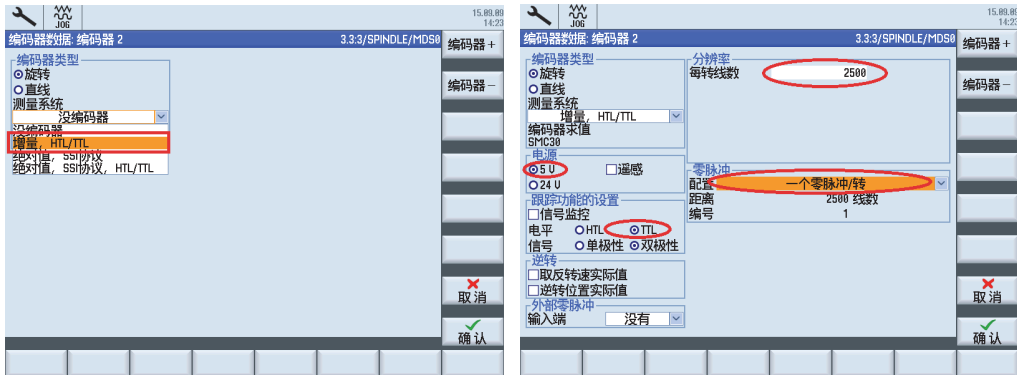 JOG
15.09.09
14:23
编码器数据: 编码器 2
3.3:3/SPINDLE/MDS0
编码器类型
旋转
直线
测量系统
没编码器
没编码器
增量, HTL/TTL
绝对值, SSI协议
绝对值, SSI协议, HTL/TTL
编码器+
编码器-
取消
确认
JOG
15.09.09
14:23
编码器数据: 编码器 2
3.3:3/SPINDLE/MDS0
编码器类型
旋转
直线
测量系统
增量, HTL/TTL
编码器求值
SMC30
电源
5 V
遥感
24 V
跟踪功能的设置
信号监控
电平 HTL TTL
信号 单极性 双极性
逆转
取反转速实际值
逆转位置实际值
外部零脉冲
输入端 没有
分辨率
每转线数 2500
零脉冲
配置 一个零脉冲/转
距离 2500 线数
编号 1
编码器+
编码器-
取消
确认